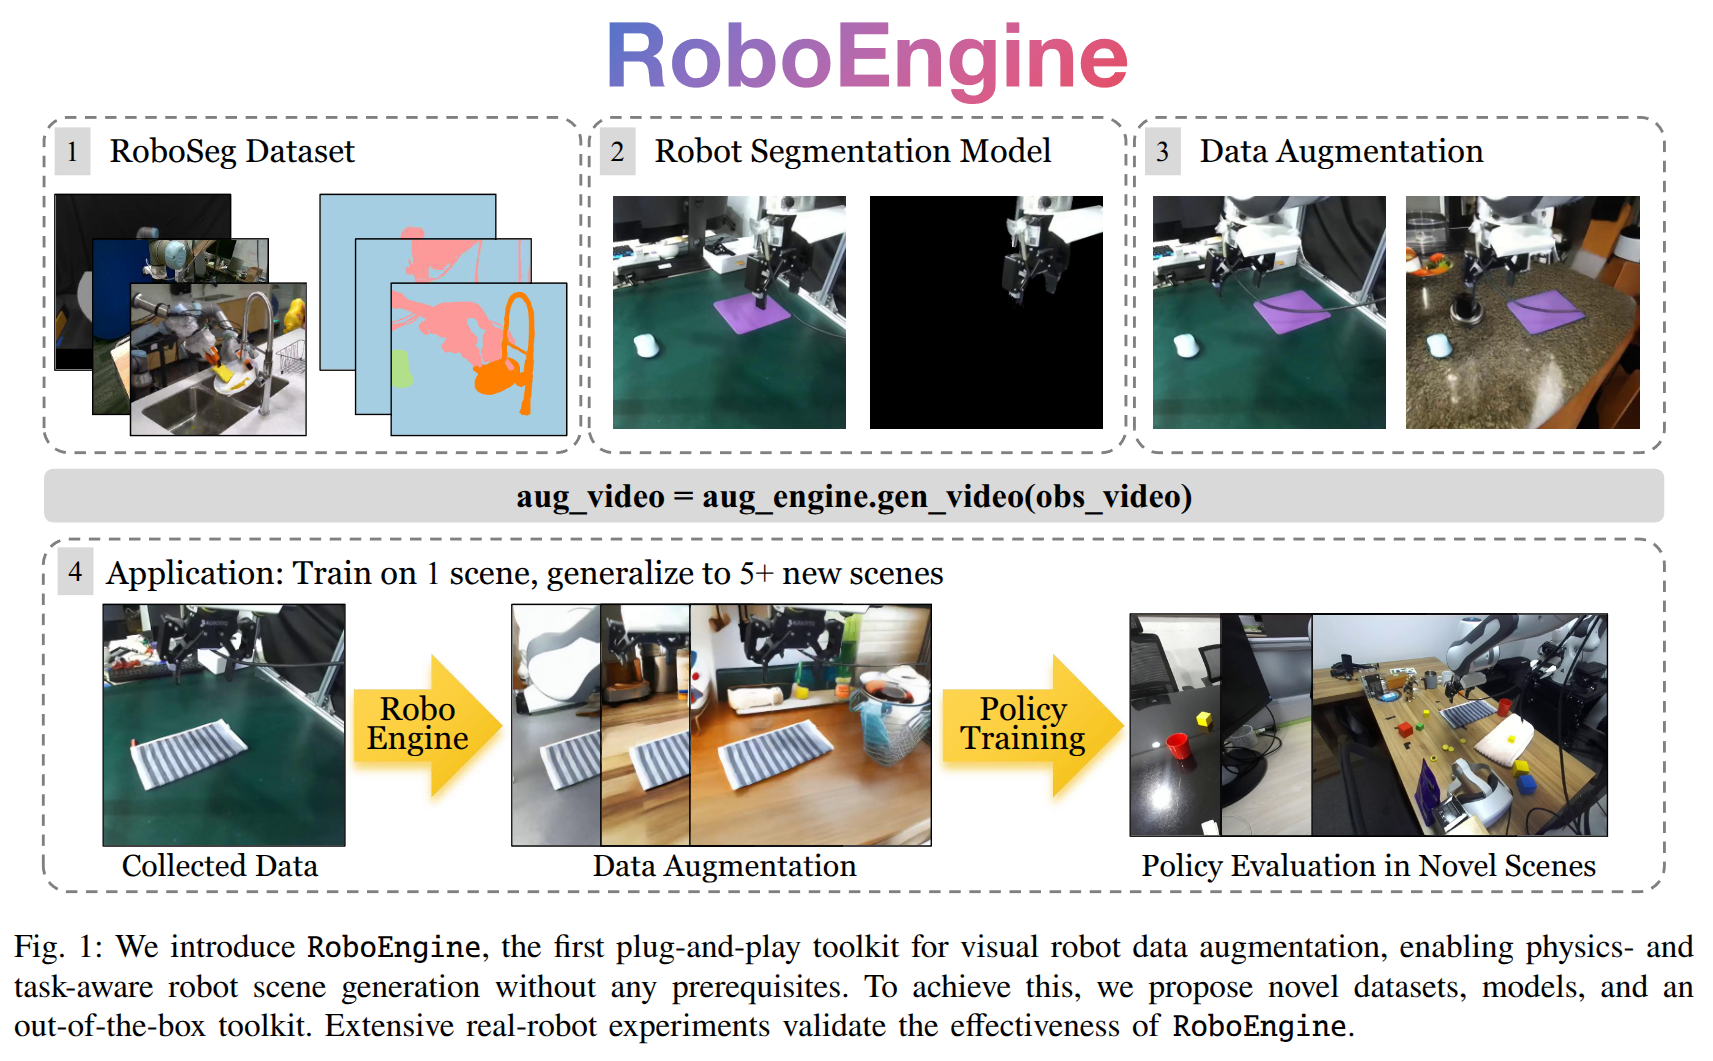 RoboEngine
1 RoboSeg Dataset
2 Robot Segmentation Model
3 Data Augmentation
aug_video = aug_engine.gen_video(obs_video)
4 Application: Train on 1 scene, generalize to 5+ new scenes
Robo
Engine
Policy
Training
Collected Data
Data Augmentation
Policy Evaluation in Novel Scenes
Fig. 1: We introduce RoboEngine, the first plug-and-play toolkit for visual robot data augmentation, enabling physics- and
task-aware robot scene generation without any prerequisites. To achieve this, we propose novel datasets, models, and an
out-of-the-box toolkit. Extensive real-robot experiments validate the effectiveness of RoboEngine.